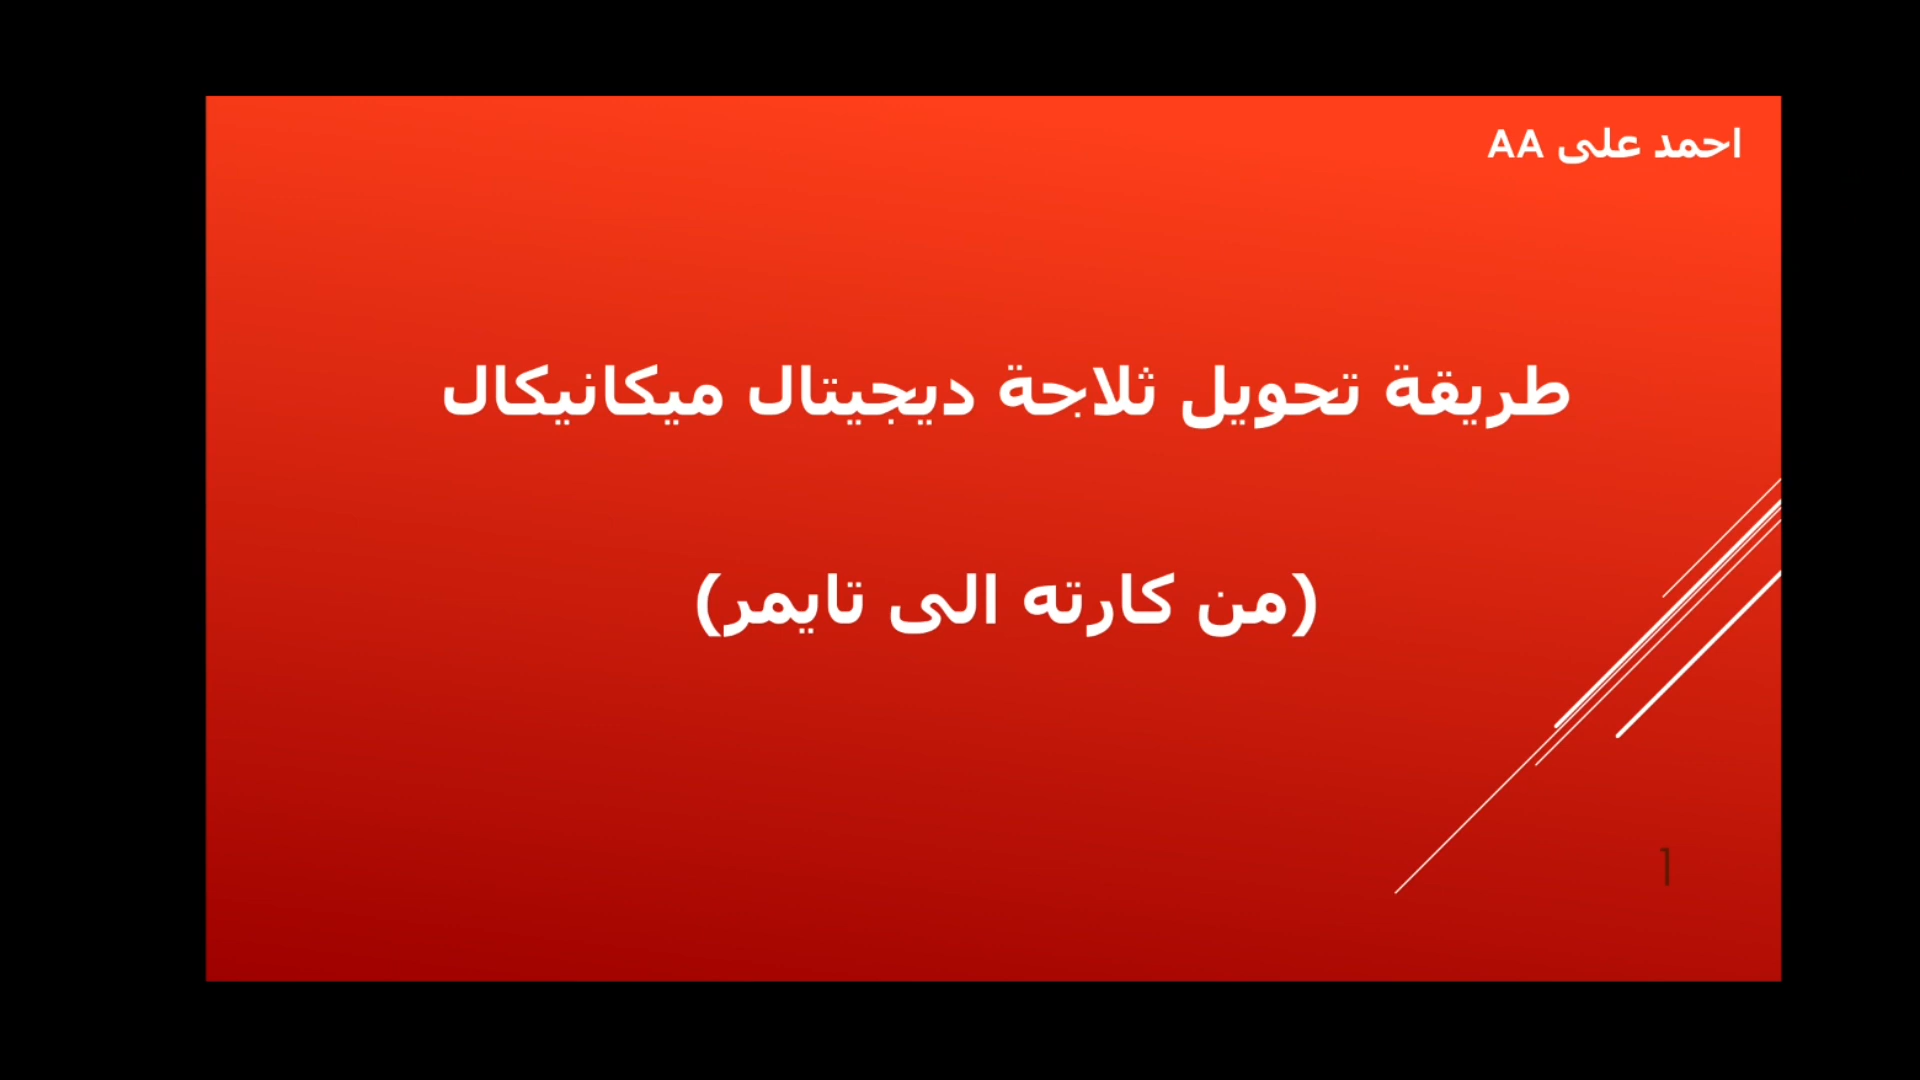 احمد على AA
طريقة تحويل ثلاجة ديجيتال ميكانيكال
(من كارته الى تايمر)
1